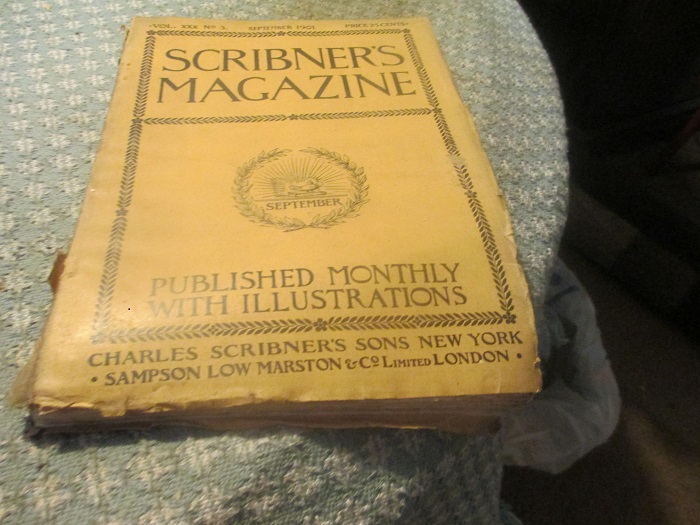 VOL. XXX No 3. SEPTEMBER 1901 PRICE 25 CENTS
SCRIBNER'S
MAGAZINE
SEPTEMBER
PUBLISHED MONTHLY
WITH ILLUSTRATIONS
CHARLES SCRIBNER'S SONS NEW YORK
• SAMPSON LOW MARSTON & Co LIMITED LONDON •